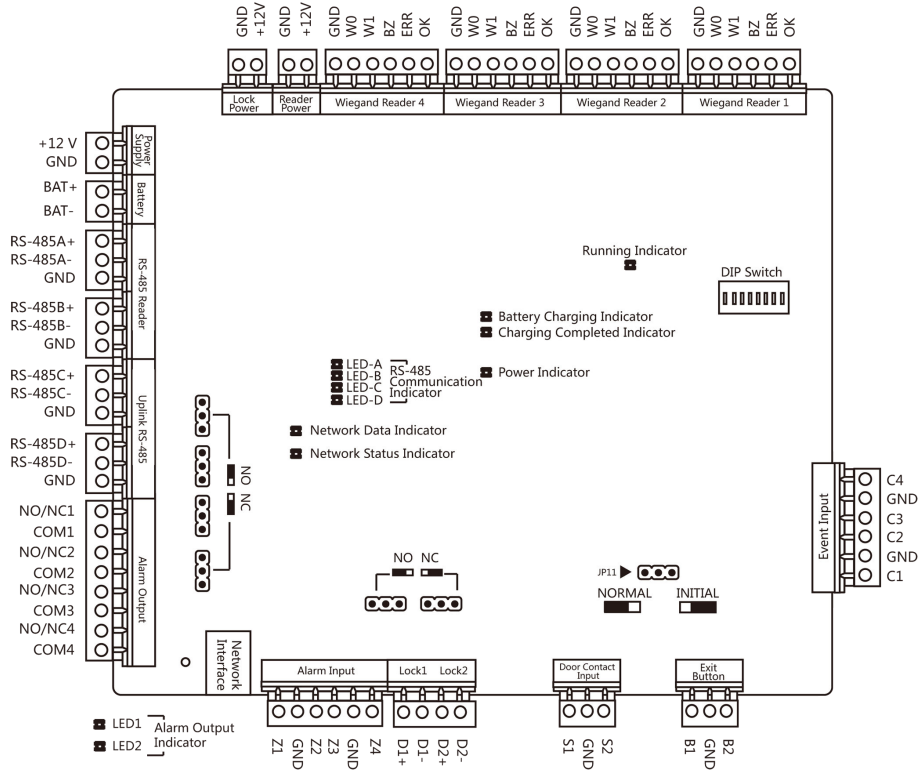 GND
+12V
GND
+12V
GND
W0
W1
BZ
ERR
OK
GND
W0
W1
BZ
ERR
OK
GND
W0
W1
BZ
ERR
OK
GND
W0
W1
BZ
ERR
OK
Lock
Power
Reader
Power
Wiegand Reader 4
Wiegand Reader 3
Wiegand Reader 2
Wiegand Reader 1
+12 V
GND
Power
Supply
BAT+
BAT-
Battery
RS-485A+
RS-485A-
GND
RS-485B+
RS-485B-
GND
RS-485 Reader
RS-485C+
RS-485C-
GND
RS-485D+
RS-485D-
GND
Uplink RS-485
NO/NC1
COM1
NO/NC2
COM2
NO/NC3
COM3
NO/NC4
COM4
Alarm Output
Running Indicator
DIP Switch
Battery Charging Indicator
Charging Completed Indicator
Power Indicator
LED-A
LED-B
LED-C
LED-D
RS-485
Communication
Indicator
Network Data Indicator
Network Status Indicator
NO
NC
NO NC
JP11
NORMAL
INITIAL
Event Input
C4
GND
C3
C2
GND
C1
Network
Interface
Alarm Input
Lock1
Lock2
Door Contact
Input
Exit
Button
Z1
GND
Z2
Z3
GND
Z4
D1+
D1-
D2+
D2-
S1
GND
S2
B1
GND
B2
LED1
LED2
Alarm Output
Indicator